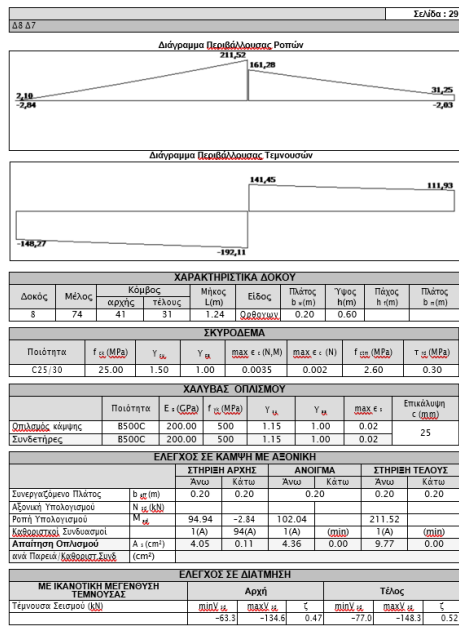 Σελίδα : 29
Δ8 Δ7
Διάγραμμα Περιβάλλουσας Ροπών
211,52
161,28
2,10
31,25
-2,84
-2,03
Διάγραμμα Περιβάλλουσας Τεμνουσών
141,45
111,93
-148,27
-192,11
ΧΑΡΑΚΤΗΡΙΣΤΙΚΑ ΔΟΚΟΥ
Δοκός Μέλος Κόμβος Μήκος L(m) Είδος Πλάτος b w(m) Ύψος h(m) Πάχος h f(m) Πλάτος b m(m)
αρχής τέλους
8 74 41 31 1.24 Ορθογων 0.20 0.60
ΣΚΥΡΟΔΕΜΑ
Ποιότητα f ck (MPa) γ max ε c (N,M) max ε c (N) f ctm (MPa) τ Rd (MPa)
C25/30 25.00 1.50 1.00 0.0035 0.002 2.60 0.30
ΧΑΛΥΒΑΣ ΟΠΛΙΣΜΟΥ
Ποιότητα E s (GPa) f yk (MPa) γ max ε s Επικάλυψη c (mm)
Οπλισμός κάμψης B500C 200.00 500 1.15 1.00 0.02 25
Συνδετήρες B500C 200.00 500 1.15 1.00 0.02
ΕΛΕΓΧΟΣ ΣΕ ΚΑΜΨΗ ΜΕ ΑΞΟΝΙΚΗ
ΣΤΗΡΙΞΗ ΑΡΧΗΣ ΑΝΟΙΓΜΑ ΣΤΗΡΙΞΗ ΤΕΛΟΥΣ
Άνω Κάτω Άνω Κάτω Άνω Κάτω
Συνεργαζόμενο Πλάτος b eff (m) 0.20 0.20 0.20 0.20 0.20
Αξονική Υπολογισμού N (kN)
Ροπή Υπολογισμού M 94.94 -2.84 102.04 211.52
Καθοριστικοί Συνδυασμοί 1(A) 94(A) 1(A) (min) 1(A) (min)
Απαίτηση Οπλισμού A s (cm²) 4.05 0.11 4.36 0.00 9.77 0.00
ανά Παρειά/Καθοριστ.Συνδ (cm²)
ΕΛΕΓΧΟΣ ΣΕ ΔΙΑΤΜΗΣΗ
ΜΕ ΙΚΑΝΟΤΙΚΗ ΜΕΓΕΝΘΥΣΗ ΤΕΜΝΟΥΣΑΣ Αρχή Τέλος
Τέμνουσα Σεισμού (kN) minV maxV ζ minV maxV ζ
-63.3 -134.6 0.47 -77.0 -148.3 0.52